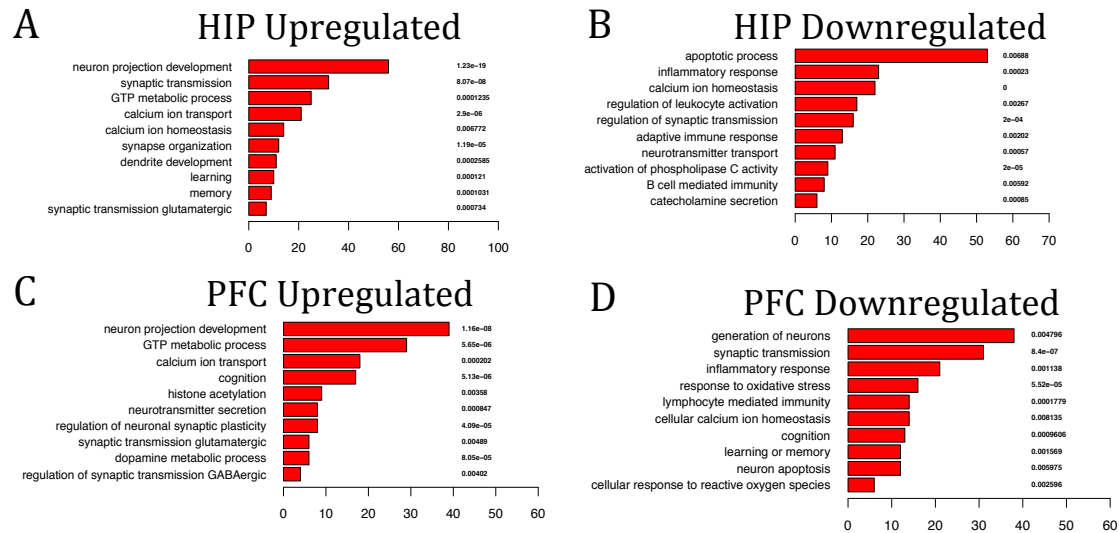 A
HIP Upregulated
neuron projection development 1.23e−19
synaptic transmission 8.07e−08
GTP metabolic process 0.0001235
calcium ion transport 2.9e−06
calcium ion homeostasis 0.006772
synapse organization 1.19e−05
dendrite development 0.0002585
learning 0.000121
memory 0.0001031
synaptic transmission glutamatergic 0.000734
0 20 40 60 80 100
B
HIP Downregulated
apoptotic process 0.00688
inflammatory response 0.00023
calcium ion homeostasis 0
regulation of leukocyte activation 0.00267
regulation of synaptic transmission 2e−04
adaptive immune response 0.00202
neurotransmitter transport 0.00057
activation of phospholipase C activity 2e−05
B cell mediated immunity 0.00592
catecholamine secretion 0.00085
0 10 20 30 40 50 60 70
C
PFC Upregulated
neuron projection development 1.16e−08
GTP metabolic process 5.65e−06
calcium ion transport 0.000202
cognition 5.13e−06
histone acetylation 0.00358
neurotransmitter secretion 0.000847
regulation of neuronal synaptic plasticity 4.09e−05
synaptic transmission glutamatergic 0.00489
dopamine metabolic process 8.05e−05
regulation of synaptic transmission GABAergic 0.00402
0 10 20 30 40 50 60
D
PFC Downregulated
generation of neurons 0.004796
synaptic transmission 8.4e−07
inflammatory response 0.001138
response to oxidative stress 5.52e−05
lymphocyte mediated immunity 0.0001779
cellular calcium ion homeostasis 0.008135
cognition 0.0009606
learning or memory 0.001569
neuron apoptosis 0.005975
cellular response to reactive oxygen species 0.002596
0 10 20 30 40 50 60